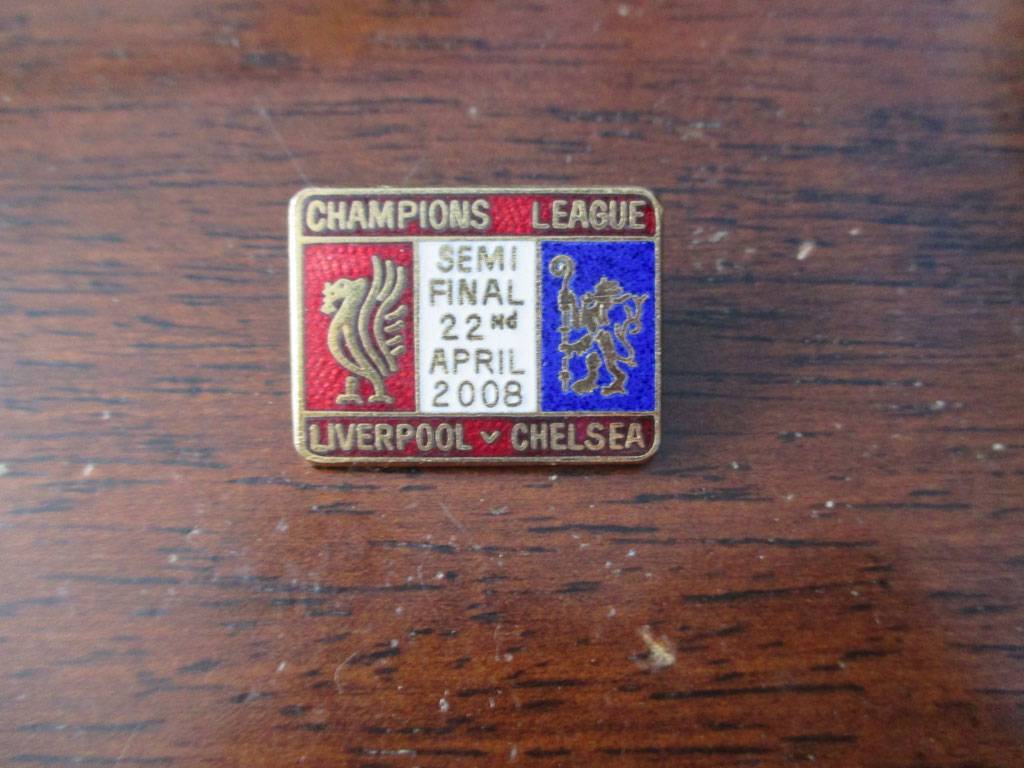 CHAMPIONS LEAGUE
SEMI
FINAL
22Nd
APRIL
2008
LIVERPOOL v CHELSEA